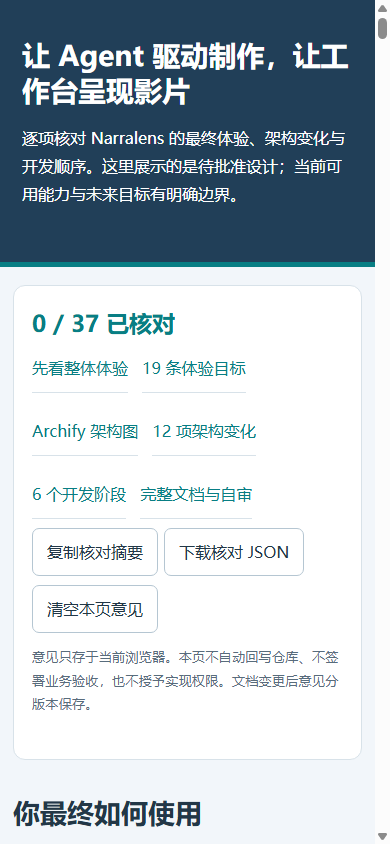 让 Agent 驱动制作，让工
作台呈现影片
逐项核对 Narralens 的最终体验、架构变化与
开发顺序。这里展示的是待批准设计；当前可
用能力与未来目标有明确边界。
0 / 37 已核对
先看整体体验 19 条体验目标
Archify 架构图 12 项架构变化
6 个开发阶段 完整文档与自审
复制核对摘要 下载核对 JSON
清空本页意见
意见只存于当前浏览器。本页不自动回写仓库、不签
署业务验收，也不授予实现权限。文档变更后意见分
版本保存。
你最终如何使用